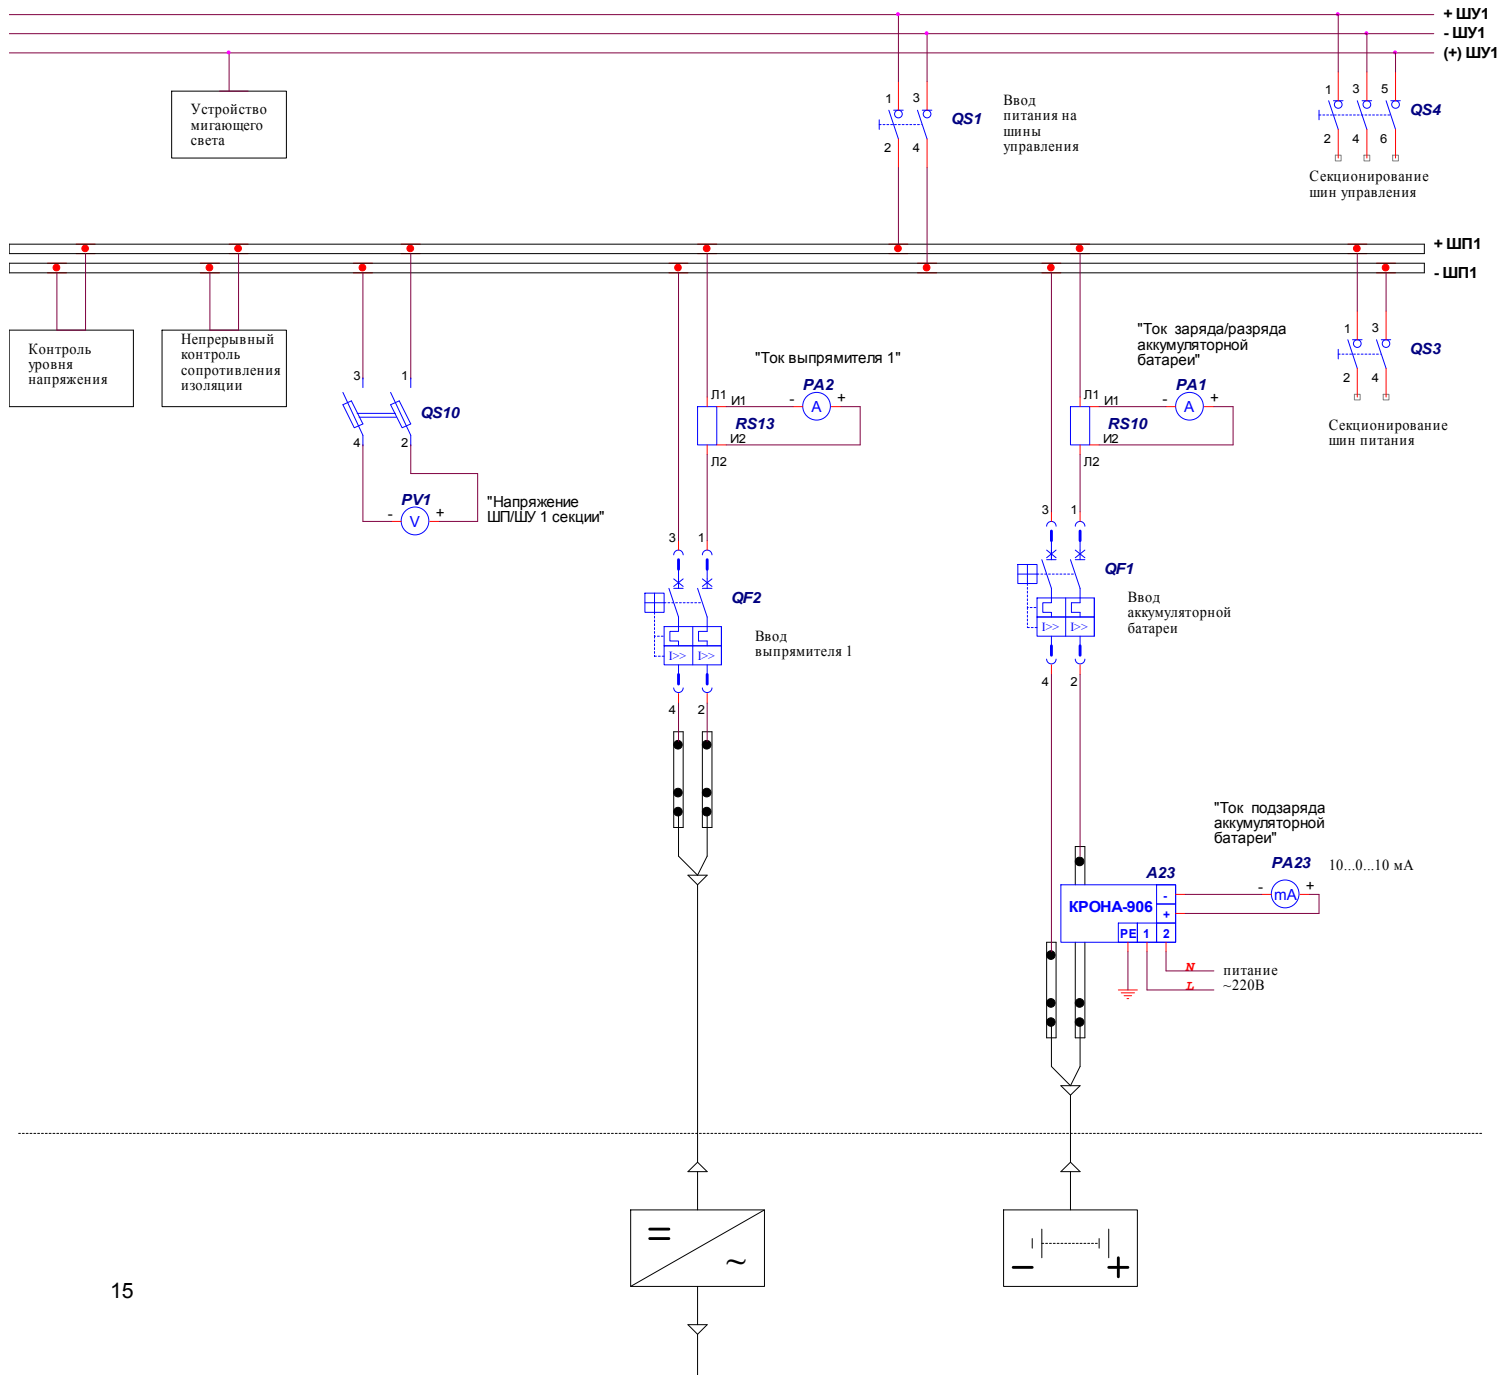 + ШУ1
- ШУ1
(+) ШУ1
Устройство
мигающего
света
1
3
2
4
QS1
Ввод
питания на
шины
управления
1
3
5
2
4
6
QS4
Секционирование
шин управления
+ ШП1
- ШП1
Контроль
уровня
напряжения
Непрерывный
контроль
сопротивления
изоляции
3
1
4
2
QS10
PV1
-
+
V
"Напряжение
ШП/ШУ 1 секции"
"Ток выпрямителя 1"
PA2
-
+
A
Л1
И1
RS13
И2
Л2
3
1
QF2
I>>
I>>
4
2
Ввод
выпрямителя 1
"Ток заряда/разряда
аккумуляторной
батареи"
PA1
-
+
A
Л1
И1
RS10
И2
Л2
3
1
QF1
I>>
I>>
4
2
Ввод
аккумуляторной
батареи
1
3
2
4
QS3
Секционирование
шин питания
"Ток подзаряда
аккумуляторной
батареи"
PA23
10...0...10 мА
-
+
mA
A23
КРОНА-906
-
+
PE
1
2
N
L
питание
~220В
=
~
−
+
15